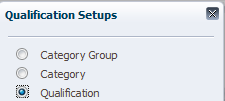 Qualification Setups
Category Group
Category
Qualification